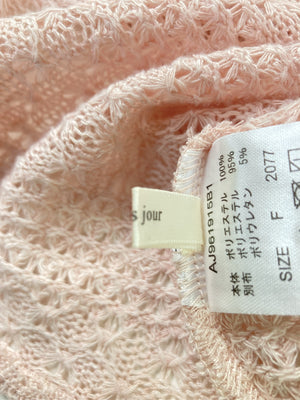 s jour
AJ961915B1
本体 ポリエステル 100%
別布 ポリエステル 95%
ポリウレタン 5%
SIZE F 2077